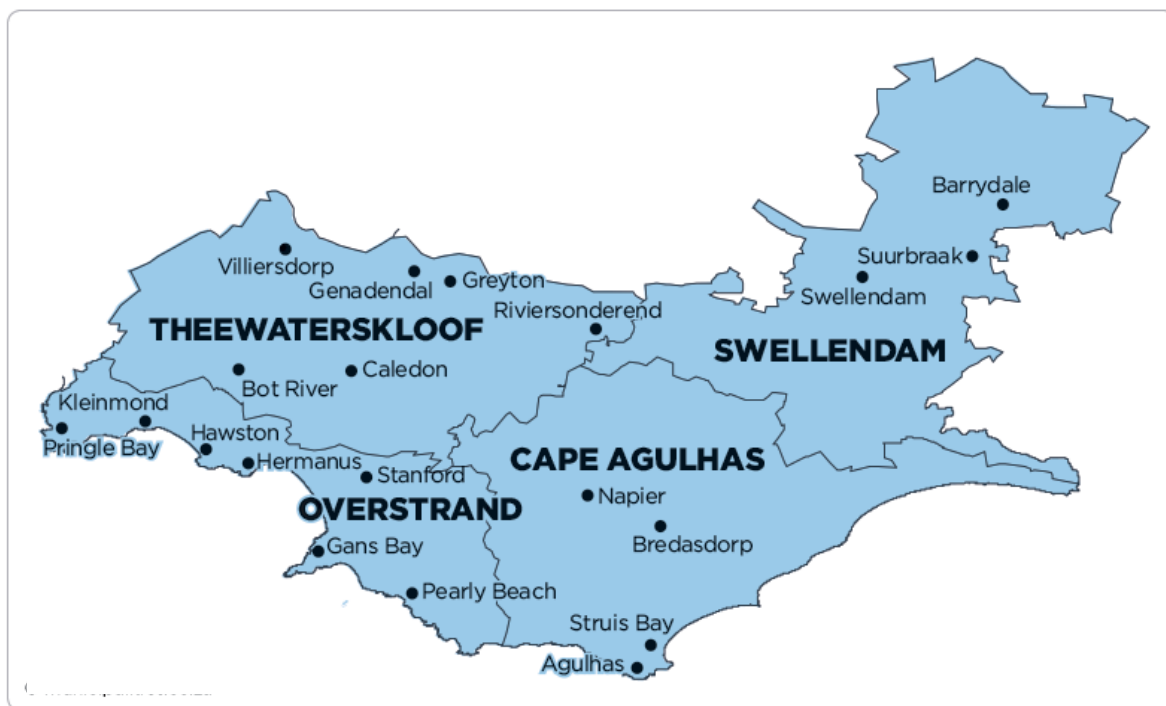 Barrydale
Suurbraak
Swellendam
Villiersdorp
Genadendal
Greyton
Riviersonderend
THEEWATERSKLOOF
SWELLENDAM
Bot River
Caledon
Kleinmond
Pringle Bay
Hawston
Hermanus
Stanford
CAPE AGULHAS
Napier
OVERSTRAND
Bredasdorp
Gans Bay
Pearly Beach
Struis Bay
Agulhas